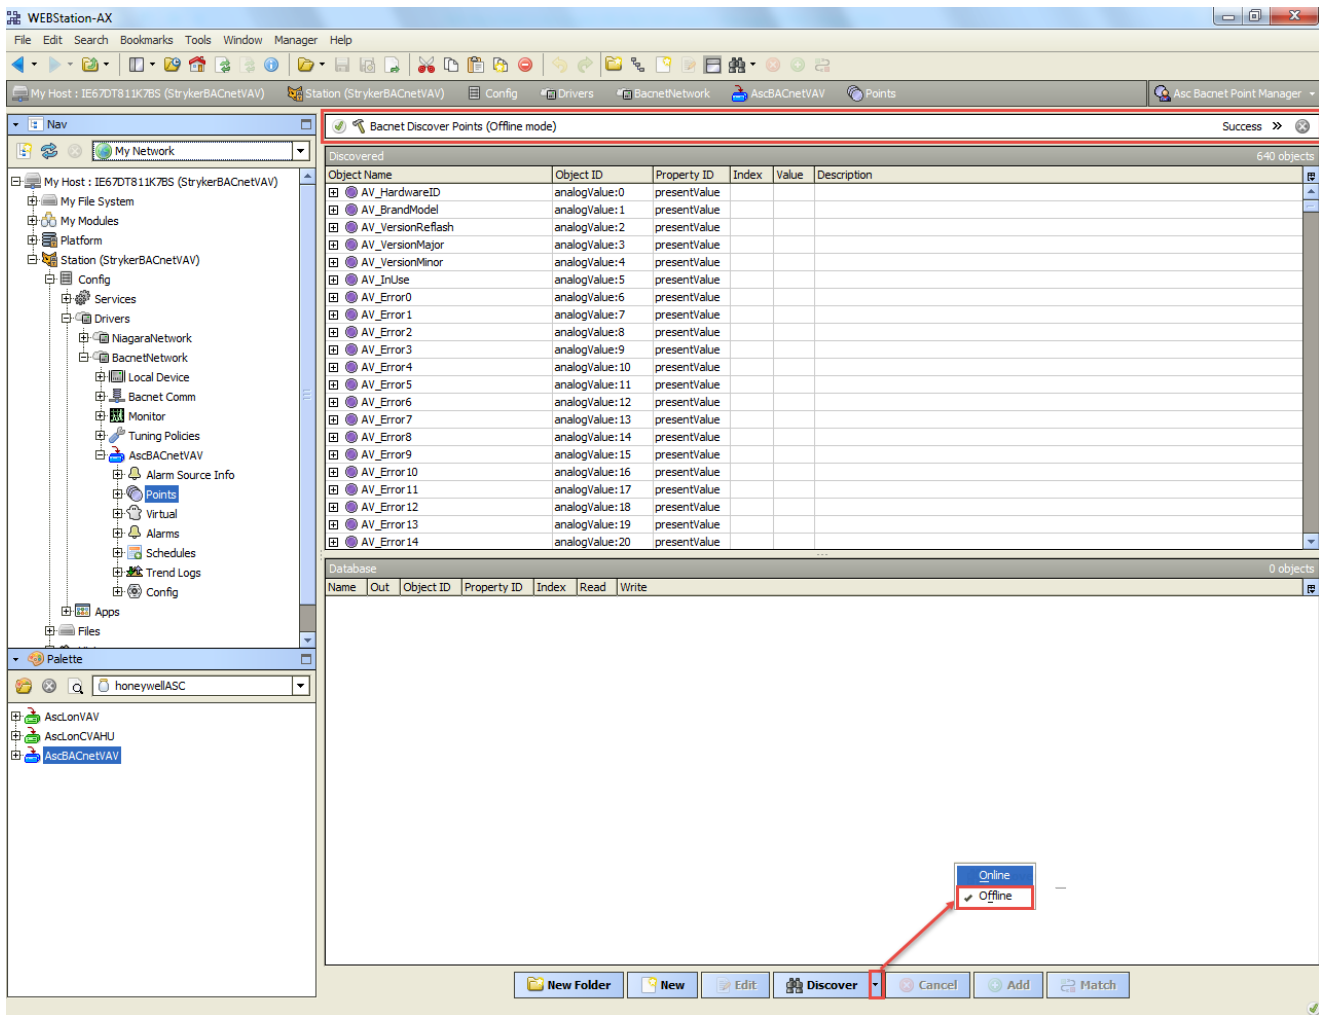 WEBStation-AX
File Edit Search Bookmarks Tools Window Manager Help
My Host : IE67DT811K7BS (StrykerBACnetVAV) Station (StrykerBACnetVAV) Config Drivers BacnetNetwork AscBACnetVAV Points Asc Bacnet Point Manager
Nav
My Network
My Host : IE67DT811K7BS (StrykerBACnetVAV)
My File System
My Modules
Platform
Station (StrykerBACnetVAV)
Config
Services
Drivers
NiagaraNetwork
BacnetNetwork
Local Device
Bacnet Comm
Monitor
Tuning Policies
AscBACnetVAV
Alarm Source Info
Points
Virtual
Alarms
Schedules
Trend Logs
Config
Apps
Files
Palette
honeywellASC
AscLonVAV
AscLonCVAHU
AscBACnetVAV
Bacnet Discover Points (Offline mode) Success »
Discovered 640 objects
Object Name Object ID Property ID Index Value Description
AV_HardwareID analogValue:0 presentValue
AV_BrandModel analogValue:1 presentValue
AV_VersionReflash analogValue:2 presentValue
AV_VersionMajor analogValue:3 presentValue
AV_VersionMinor analogValue:4 presentValue
AV_InUse analogValue:5 presentValue
AV_Error0 analogValue:6 presentValue
AV_Error1 analogValue:7 presentValue
AV_Error2 analogValue:8 presentValue
AV_Error3 analogValue:9 presentValue
AV_Error4 analogValue:10 presentValue
AV_Error5 analogValue:11 presentValue
AV_Error6 analogValue:12 presentValue
AV_Error7 analogValue:13 presentValue
AV_Error8 analogValue:14 presentValue
AV_Error9 analogValue:15 presentValue
AV_Error10 analogValue:16 presentValue
AV_Error11 analogValue:17 presentValue
AV_Error12 analogValue:18 presentValue
AV_Error13 analogValue:19 presentValue
AV_Error14 analogValue:20 presentValue
Database 0 objects
Name Out Object ID Property ID Index Read Write
Online
Offline
New Folder New Edit Discover Cancel Add Match